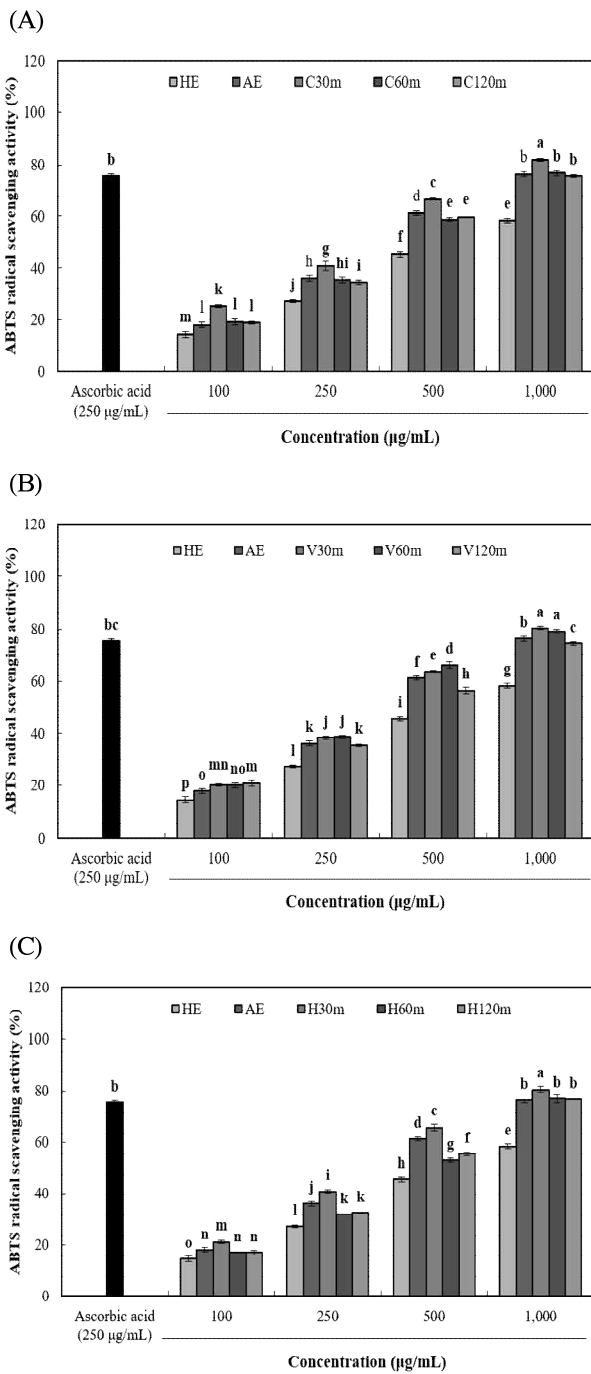 (A)
ABTS radical scavenging activity (%)
120
100
80
60
40
20
0
HE AE C30m C60m C120m
b
m l k l l
j h g hi i
f d c e e
e b a b b
Ascorbic acid
(250 μg/mL)
100 250 500 1,000
Concentration (μg/mL)
(B)
ABTS radical scavenging activity (%)
120
100
80
60
40
20
0
HE AE V30m V60m V120m
bc
p o mn no m
l k j j k
i f e d h
g b a a c
Ascorbic acid
(250 μg/mL)
100 250 500 1,000
Concentration (μg/mL)
(C)
ABTS radical scavenging activity (%)
120
100
80
60
40
20
0
HE AE H30m H60m H120m
b
o n m n n
l j i k k
h d c g f
e b a b b
Ascorbic acid
(250 μg/mL)
100 250 500 1,000
Concentration (μg/mL)